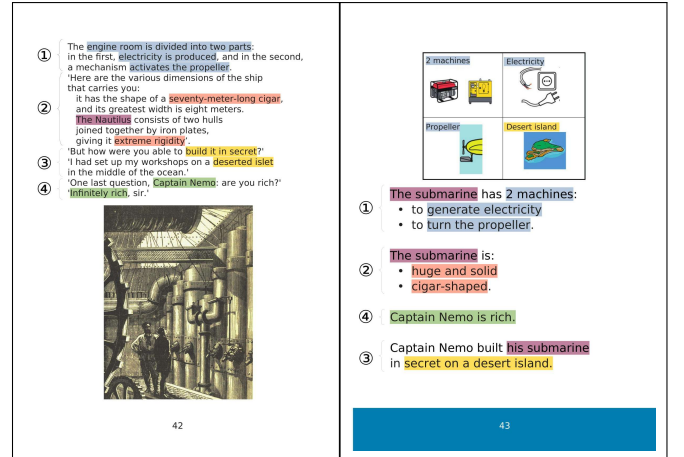 ① The engine room is divided into two parts:
in the first, electricity is produced, and in the second,
a mechanism activates the propeller.
② 'Here are the various dimensions of the ship
that carries you:
it has the shape of a seventy-meter-long cigar,
and its greatest width is eight meters.
The Nautilus consists of two hulls
joined together by iron plates,
giving it extreme rigidity'.
③ 'But how were you able to build it in secret?'
'I had set up my workshops on a deserted islet
in the middle of the ocean.'
④ 'One last question, Captain Nemo: are you rich?'
'Infinitely rich, sir.'
42
2 machines
Electricity
Propeller
Desert island
① The submarine has 2 machines:
• to generate electricity
• to turn the propeller.
② The submarine is:
• huge and solid
• cigar-shaped.
④ Captain Nemo is rich.
③ Captain Nemo built his submarine
in secret on a desert island.
43